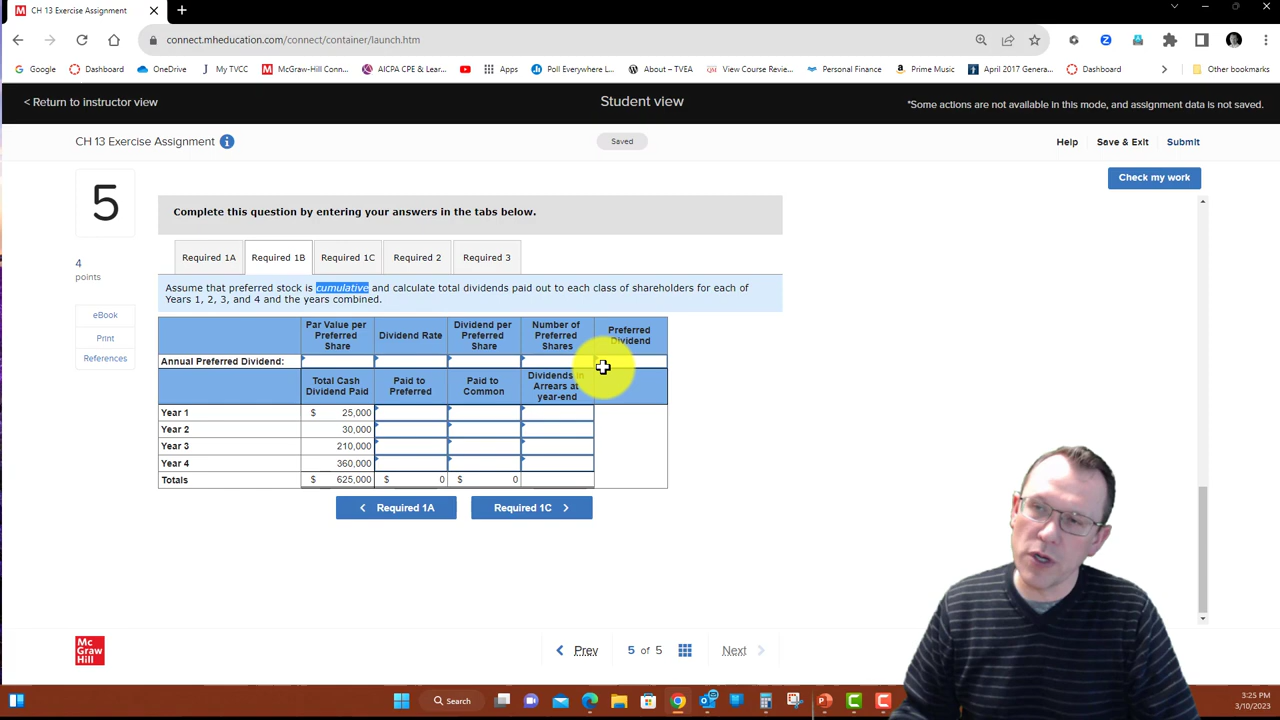 CH 13 Exercise Assignment
connect.mheducation.com/connect/container/launch.htm
Google
Dashboard
OneDrive
My TVCC
McGraw-Hill Conn...
AICPA CPE & Lear...
Apps
Poll Everywhere L...
About – TVEA
View Course Review...
Personal Finance
Prime Music
April 2017 Genera...
Dashboard
Other bookmarks
< Return to instructor view
Student view
*Some actions are not available in this mode, and assignment data is not saved.
CH 13 Exercise Assignment i
Saved
Help
Save & Exit
Submit
Check my work
5
4
points
eBook
Print
References
Complete this question by entering your answers in the tabs below.
Required 1A
Required 1B
Required 1C
Required 2
Required 3
Assume that preferred stock is cumulative and calculate total dividends paid out to each class of shareholders for each of
Years 1, 2, 3, and 4 and the years combined.
Par Value per
Preferred
Share
Dividend Rate
Dividend per
Preferred
Share
Number of
Preferred
Shares
Preferred
Dividend
Annual Preferred Dividend:
Total Cash
Dividend Paid
Paid to
Preferred
Paid to
Common
Dividends in
Arrears at
year-end
Year 1 $ 25,000
Year 2 30,000
Year 3 210,000
Year 4 360,000
Totals $ 625,000 $ 0 $ 0
< Required 1A
Required 1C >
Mc
Graw
Hill
< Prev
5 of 5
Next >
Search
3:25 PM
3/10/2023